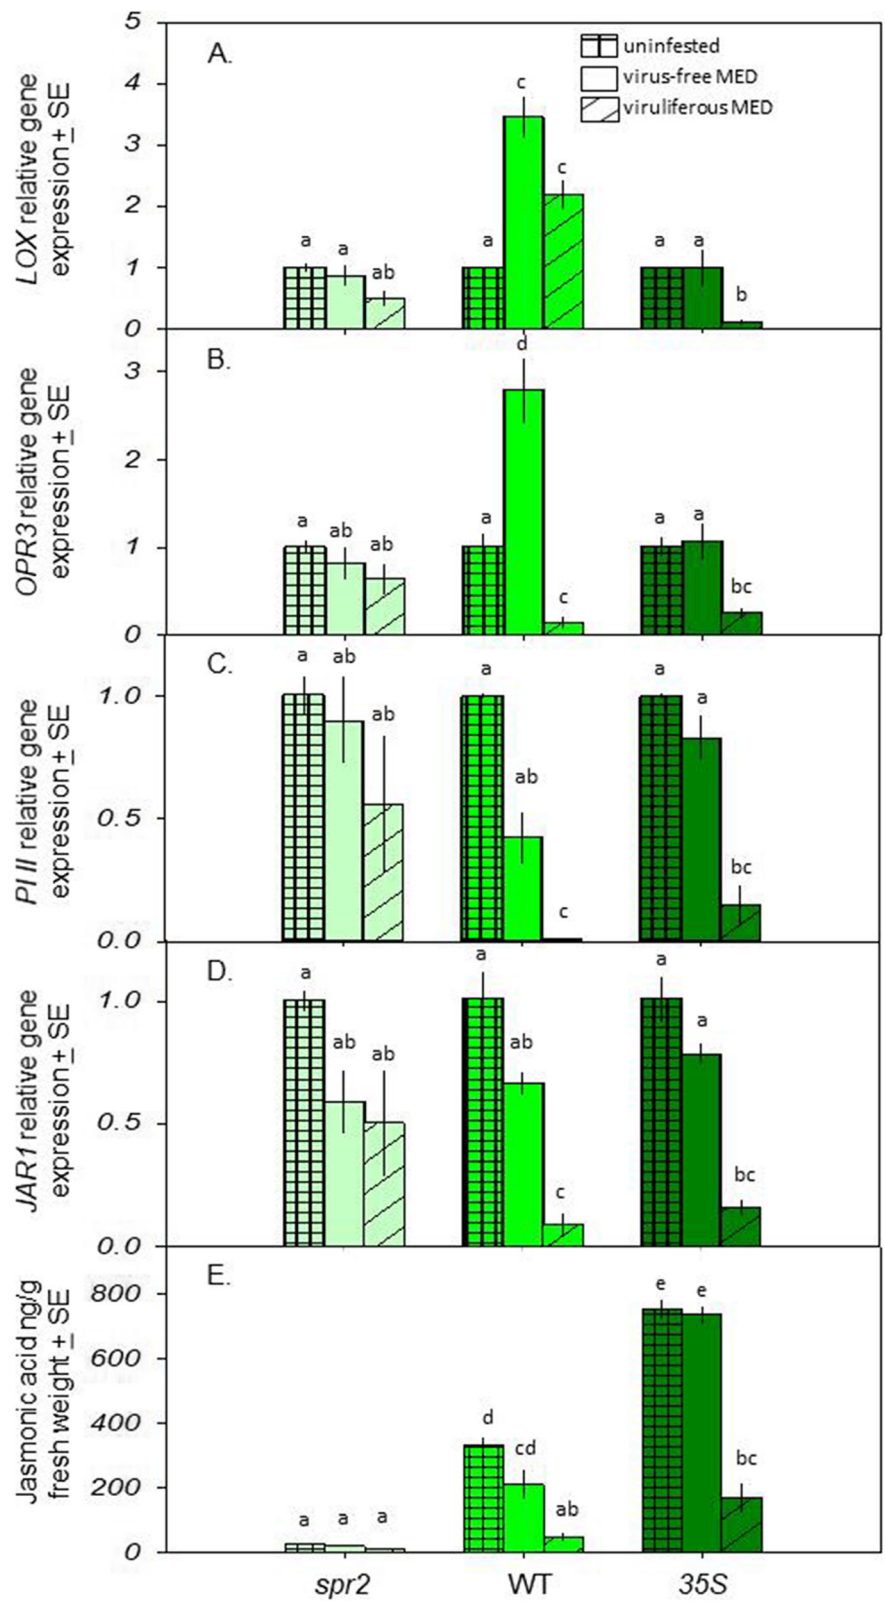 A.
uninfested
virus-free MED
viruliferous MED
LOX relative gene
expression ± SE
5
4
3
2
1
0
a
a
ab
a
c
c
a
a
b
B.
OPR3 relative gene
expression ± SE
3
2
1
0
a
ab
ab
a
d
c
a
a
bc
C.
PI II relative gene
expression ± SE
1.0
0.5
0.0
a
ab
ab
a
ab
c
a
a
bc
D.
JAR1 relative gene
expression ± SE
1.0
0.5
0.0
a
ab
ab
a
ab
c
a
a
bc
E.
Jasmonic acid ng/g
fresh weight ± SE
800
600
400
200
0
a
a
a
d
cd
ab
e
e
bc
spr2
WT
35S